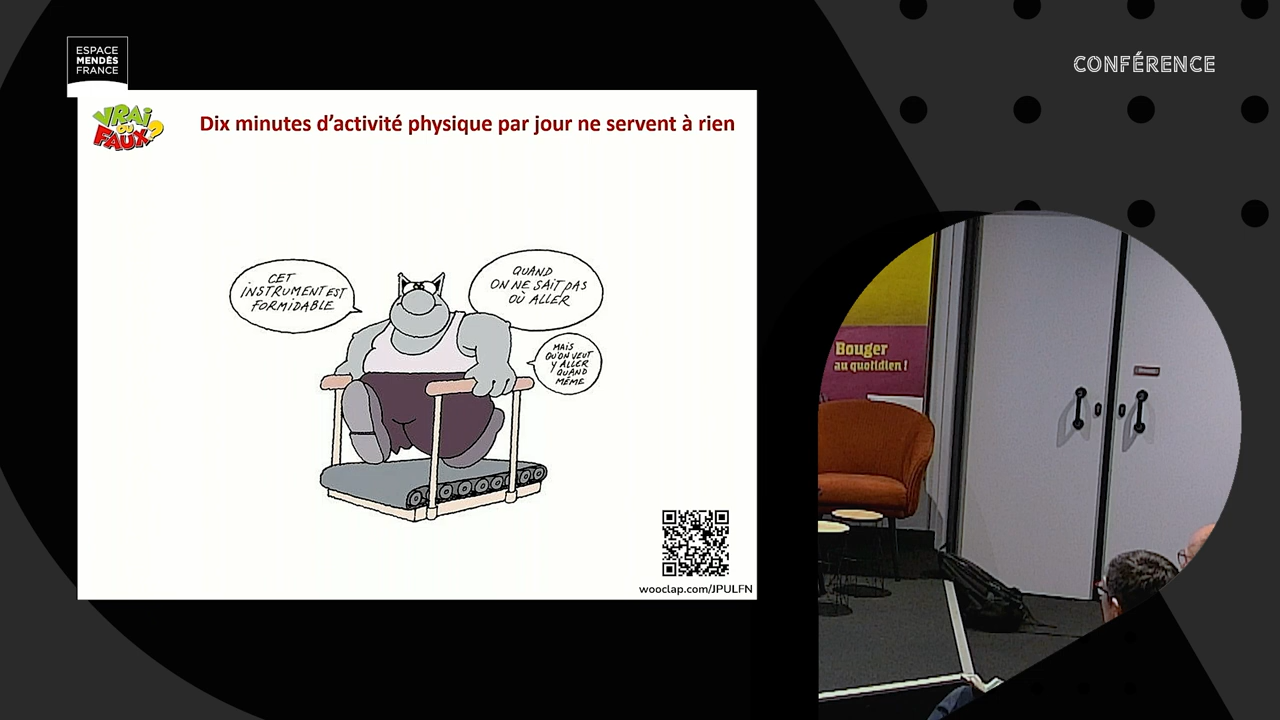 ESPACE
MENDÈS
FRANCE
CONFÉRENCE
VRAI
OU
FAUX?
Dix minutes d'activité physique par jour ne servent à rien
CET
INSTRUMENT EST
FORMIDABLE
QUAND
ON NE SAIT PAS
OÙ ALLER
MAIS
QU'ON VEUT
Y ALLER
QUAND
MÊME
wooclap.com/JPULFN
Bouger
au quotidien !